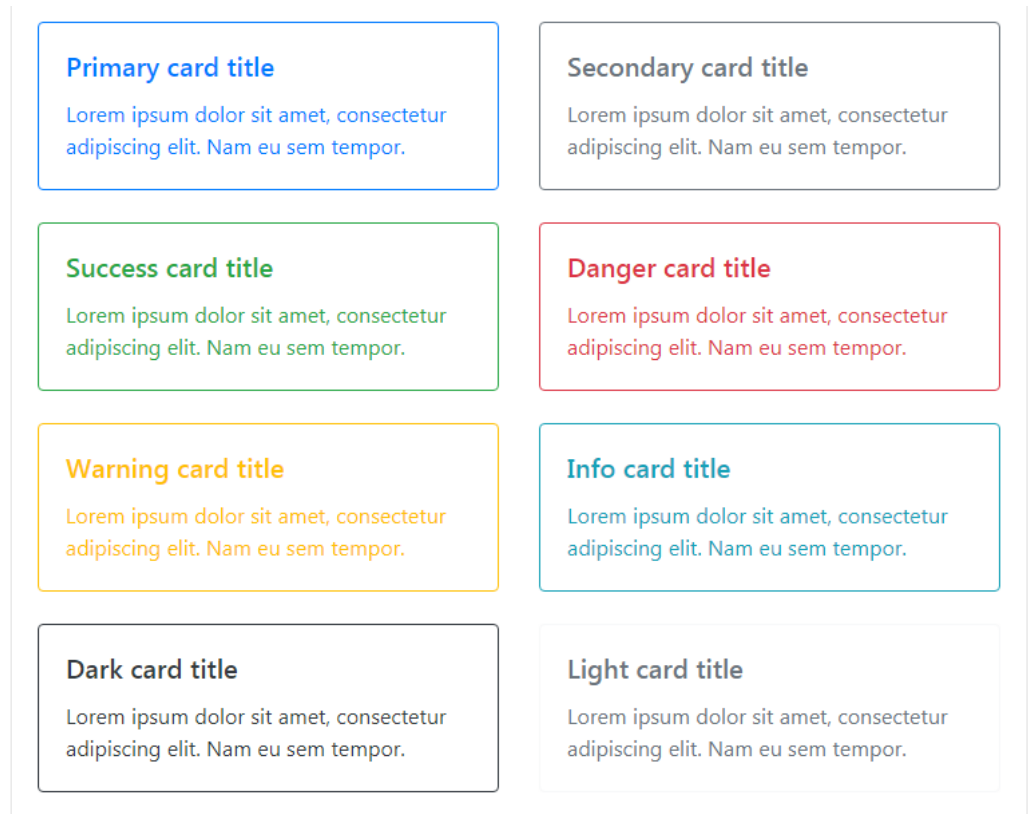 Primary card title
Lorem ipsum dolor sit amet, consectetur
adipiscing elit. Nam eu sem tempor.
Secondary card title
Lorem ipsum dolor sit amet, consectetur
adipiscing elit. Nam eu sem tempor.
Success card title
Lorem ipsum dolor sit amet, consectetur
adipiscing elit. Nam eu sem tempor.
Danger card title
Lorem ipsum dolor sit amet, consectetur
adipiscing elit. Nam eu sem tempor.
Warning card title
Lorem ipsum dolor sit amet, consectetur
adipiscing elit. Nam eu sem tempor.
Info card title
Lorem ipsum dolor sit amet, consectetur
adipiscing elit. Nam eu sem tempor.
Dark card title
Lorem ipsum dolor sit amet, consectetur
adipiscing elit. Nam eu sem tempor.
Light card title
Lorem ipsum dolor sit amet, consectetur
adipiscing elit. Nam eu sem tempor.